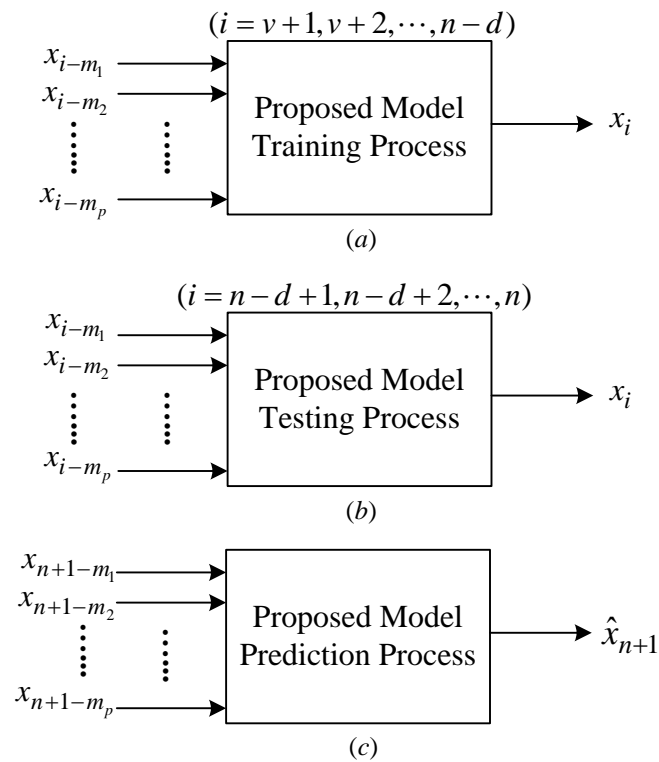 (i = v+1, v+2, ⋯, n−d)
x_{i−m_1}
x_{i−m_2}
x_{i−m_p}
Proposed Model
Training Process
x_i
(a)
(i = n−d+1, n−d+2, ⋯, n)
x_{i−m_1}
x_{i−m_2}
x_{i−m_p}
Proposed Model
Testing Process
x_i
(b)
x_{n+1−m_1}
x_{n+1−m_2}
x_{n+1−m_p}
Proposed Model
Prediction Process
x̂_{n+1}
(c)